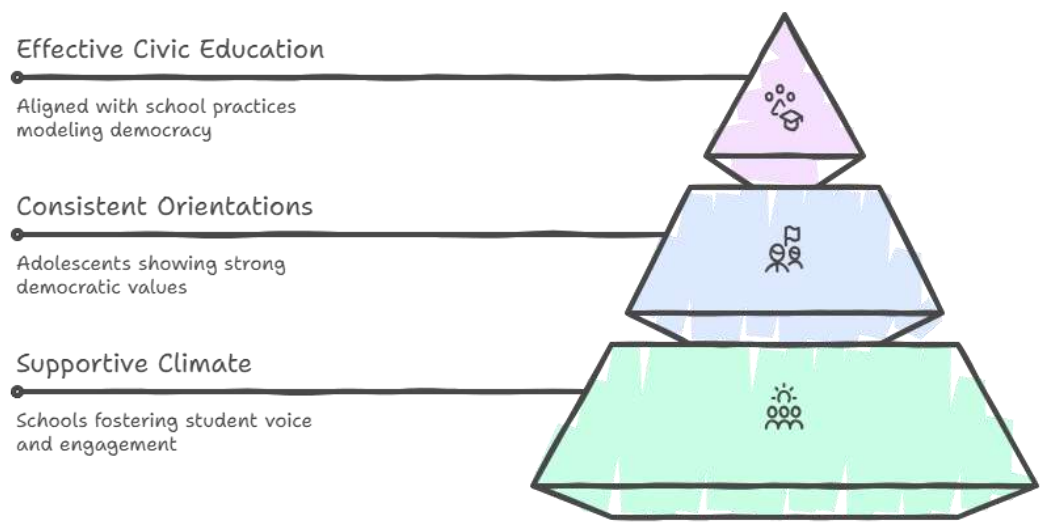 Effective Civic Education
Aligned with school practices
modeling democracy
Consistent Orientations
Adolescents showing strong
democratic values
Supportive Climate
Schools fostering student voice
and engagement